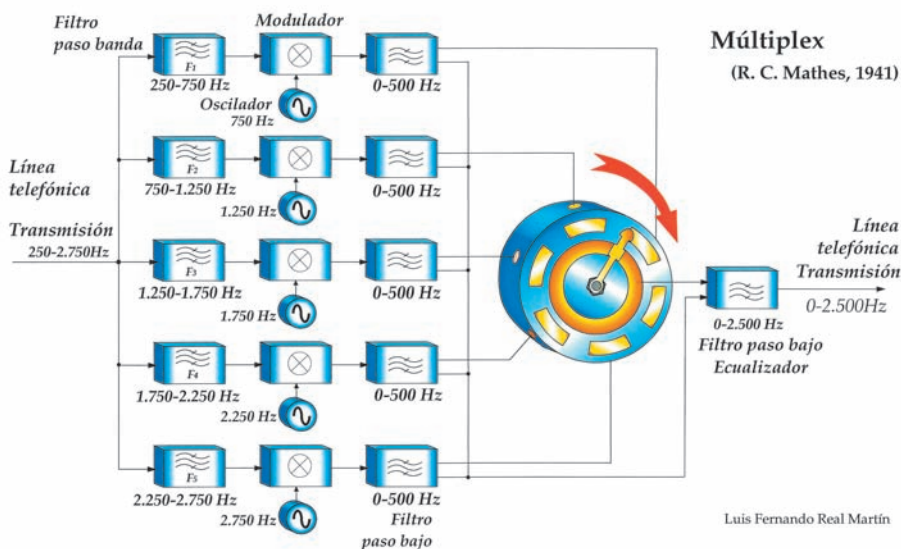 Filtro
paso banda
Modulador
Múltiplex
(R. C. Mathes, 1941)
F1
250-750 Hz
Oscilador
750 Hz
0-500 Hz
F2
750-1.250 Hz
1.250 Hz
0-500 Hz
Línea
telefónica
Transmisión
250-2.750Hz
F3
1.250-1.750 Hz
1.750 Hz
0-500 Hz
F4
1.750-2.250 Hz
2.250 Hz
0-500 Hz
F5
2.250-2.750 Hz
2.750 Hz
0-500 Hz
Filtro
paso bajo
Línea
telefónica
Transmisión
0-2.500Hz
0-2.500 Hz
Filtro paso bajo
Ecualizador
Luis Fernando Real Martín